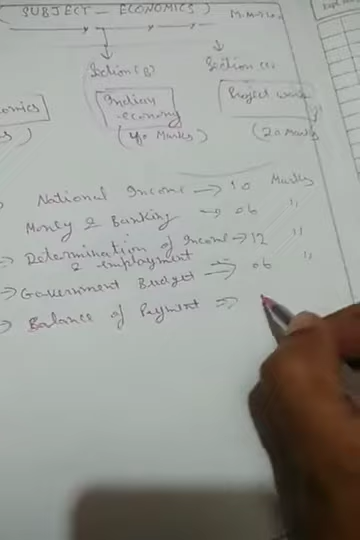 SUBJECT - ECONOMICS)
Section (B) Section (C)
Indian economy Project work
(40 Marks) (20 Marks)
National Income → 10 Marks
Money & Banking → 06 "
⇒ Determination of Income → 12 "
& employment
→ Government Budget → 06 "
Balance of Payment ⇒